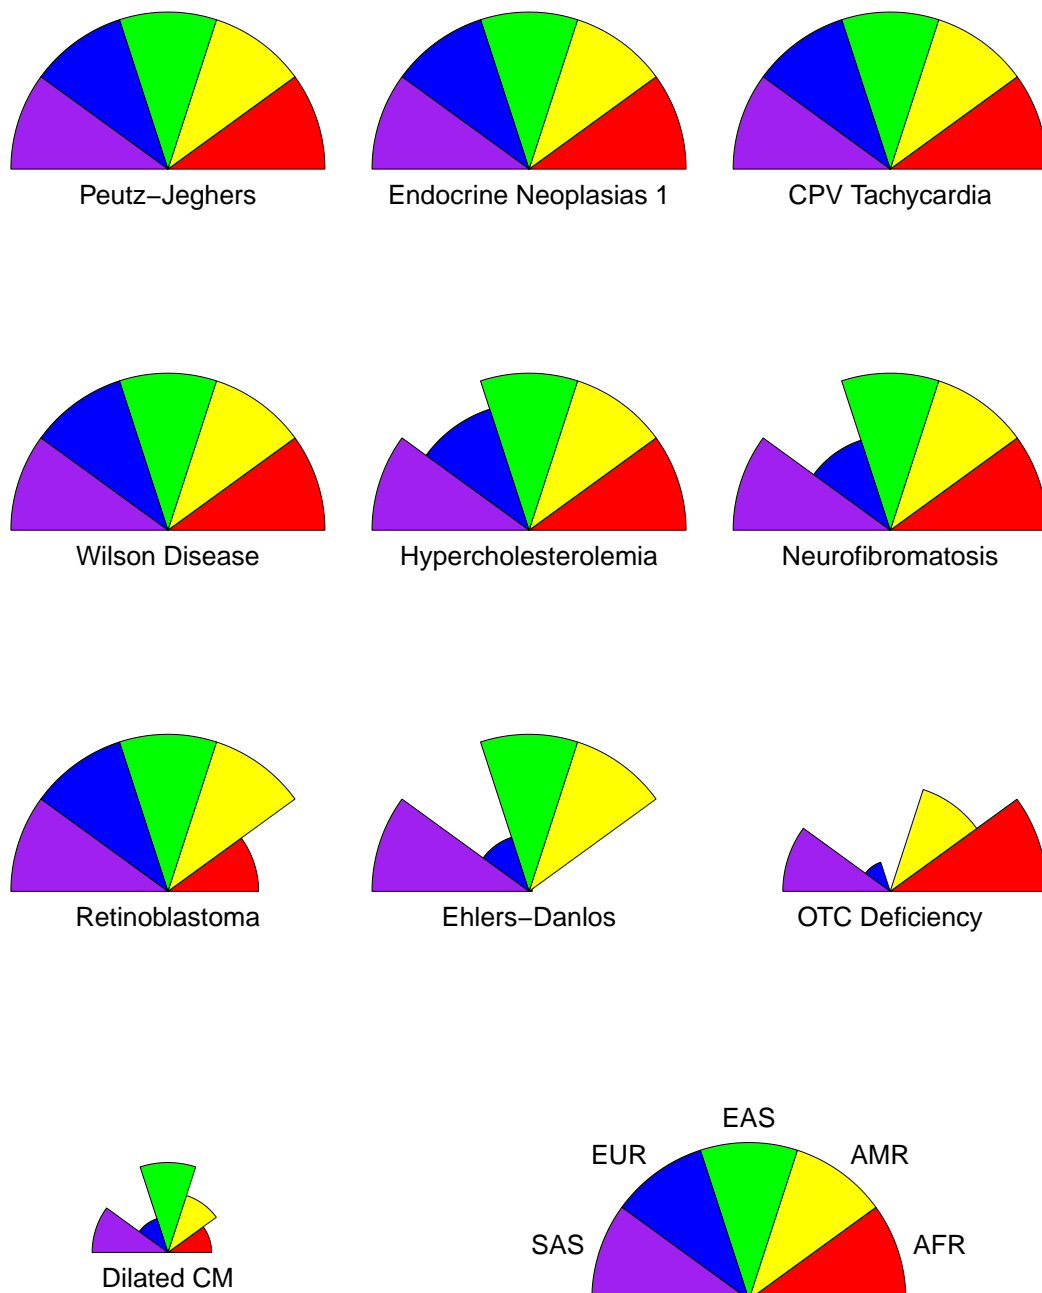 Peutz−Jeghers
Endocrine Neoplasias 1
CPV Tachycardia
Wilson Disease
Hypercholesterolemia
Neurofibromatosis
Retinoblastoma
Ehlers−Danlos
OTC Deficiency
EAS
EUR
AMR
SAS
AFR
Dilated CM